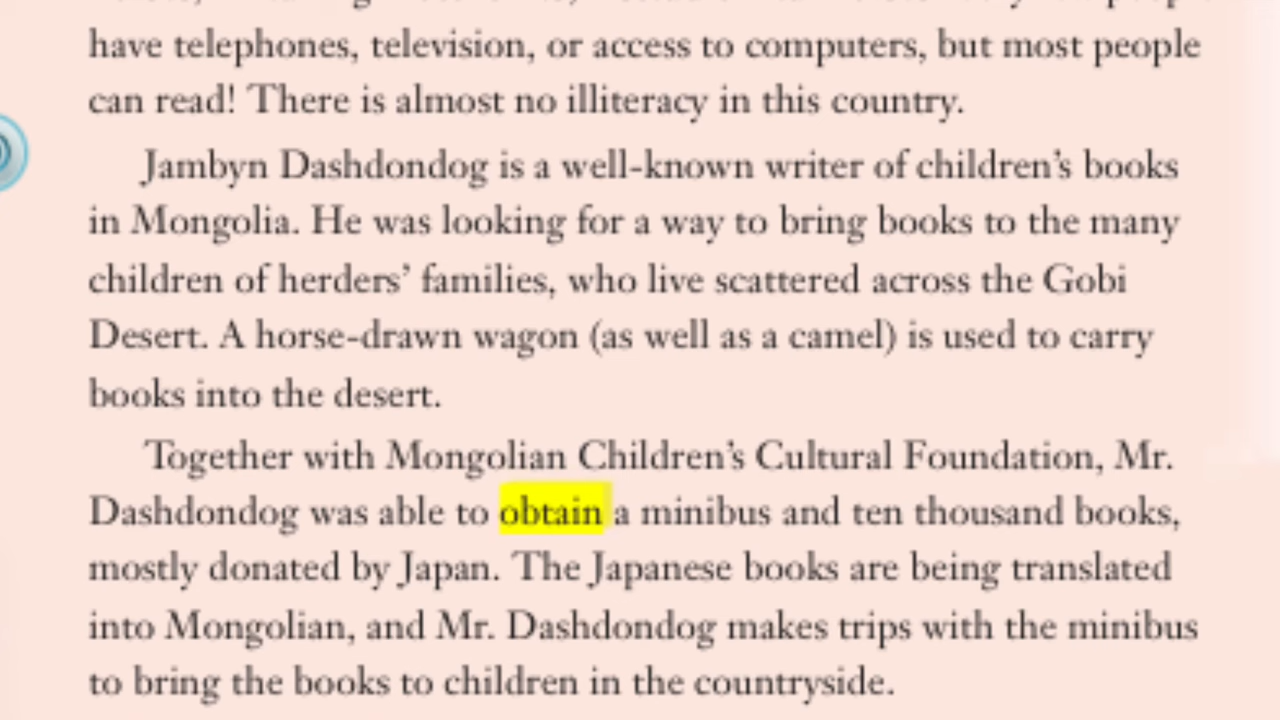 have telephones, television, or access to computers, but most people
can read! There is almost no illiteracy in this country.
Jambyn Dashdondog is a well-known writer of children's books
in Mongolia. He was looking for a way to bring books to the many
children of herders' families, who live scattered across the Gobi
Desert. A horse-drawn wagon (as well as a camel) is used to carry
books into the desert.
Together with Mongolian Children's Cultural Foundation, Mr.
Dashdondog was able to obtain a minibus and ten thousand books,
mostly donated by Japan. The Japanese books are being translated
into Mongolian, and Mr. Dashdondog makes trips with the minibus
to bring the books to children in the countryside.